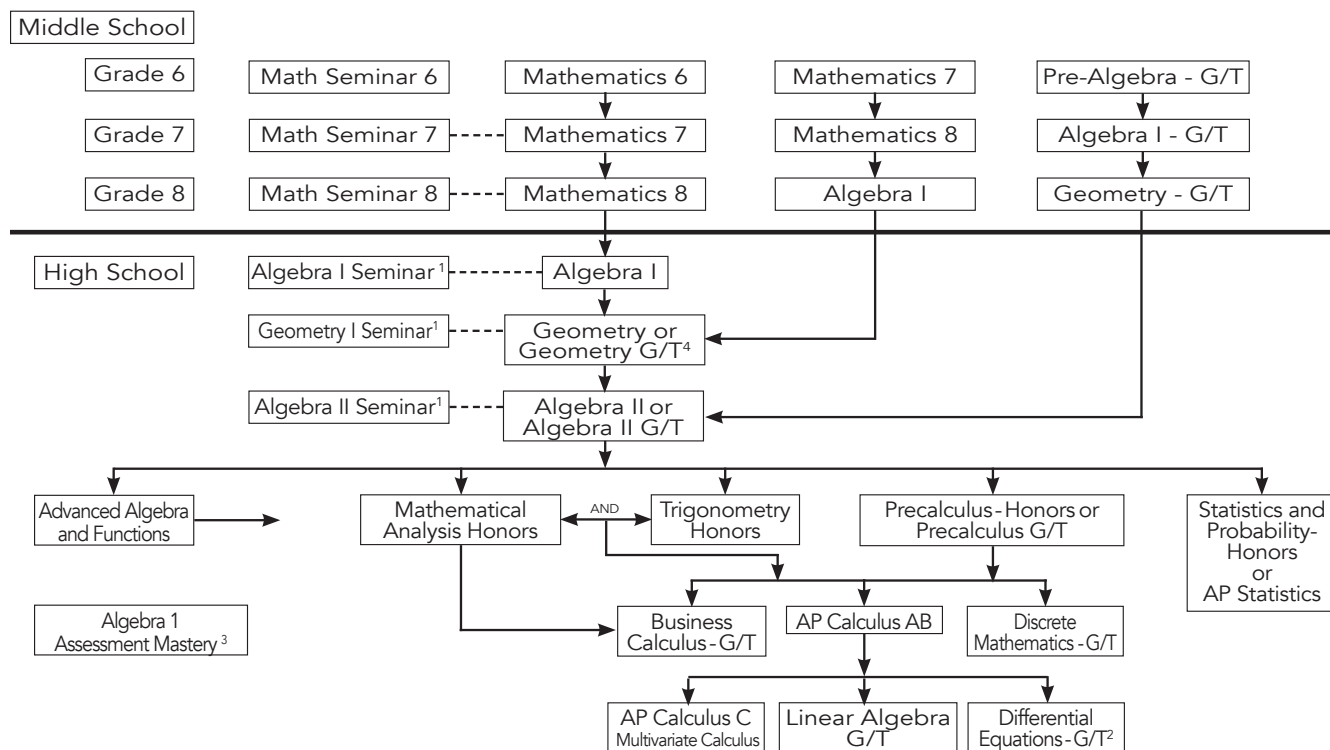 Middle School
Grade 6
Math Seminar 6
Mathematics 6
Mathematics 7
Pre-Algebra - G/T
Grade 7
Math Seminar 7
Mathematics 7
Mathematics 8
Algebra I - G/T
Grade 8
Math Seminar 8
Mathematics 8
Algebra I
Geometry - G/T
High School
Algebra I Seminar 1
Algebra I
Geometry I Seminar1
Geometry or
Geometry G/T4
Algebra II Seminar1
Algebra II or
Algebra II G/T
Advanced Algebra
and Functions
Mathematical
Analysis Honors
AND
Trigonometry
Honors
Precalculus-Honors or
Precalculus G/T
Statistics and
Probability-
Honors
or
AP Statistics
Algebra 1
Assessment Mastery 3
Business
Calculus-G/T
AP Calculus AB
Discrete
Mathematics-G/T
AP Calculus C
Multivariate Calculus
Linear Algebra
G/T
Differential
Equations-G/T2